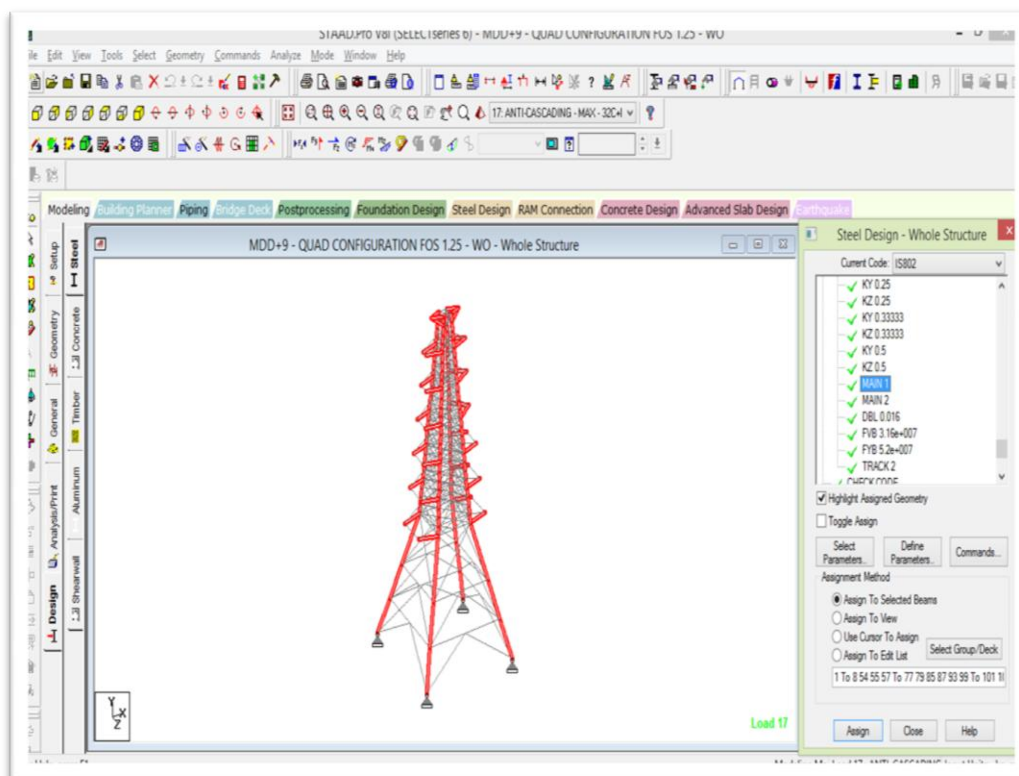 STAAD.Pro V8i (SELECTseries 6) - MDD+9 - QUAD CONFIGURATION FOS 1.25 - WO
File Edit View Tools Select Geometry Commands Analyze Mode Window Help
17: ANTI-CASCADING - MAX - 32C+I
Modeling Building Planner Piping Bridge Deck Postprocessing Foundation Design Steel Design RAM Connection Concrete Design Advanced Slab Design Earthquake
Setup
Geometry
General
Analysis/Print
Design
Steel
Concrete
Timber
Aluminum
Shearwall
MDD+9 - QUAD CONFIGURATION FOS 1.25 - WO - Whole Structure
Y
X
Z
Load 17
Steel Design - Whole Structure
Current Code: IS802
KY 0.25
KZ 0.25
KY 0.33333
KZ 0.33333
KY 0.5
KZ 0.5
MAIN 1
MAIN 2
DBL 0.016
FVB 3.16e+007
FYB 5.2e+007
TRACK 2
CHECK CODE
Highlight Assigned Geometry
Toggle Assign
Select Parameters..
Define Parameters..
Commands...
Assignment Method
Assign To Selected Beams
Assign To View
Use Cursor To Assign
Assign To Edit List
Select Group/Deck
1 To 8 54 55 57 To 77 79 85 87 93 99 To 101 1
Assign Close Help